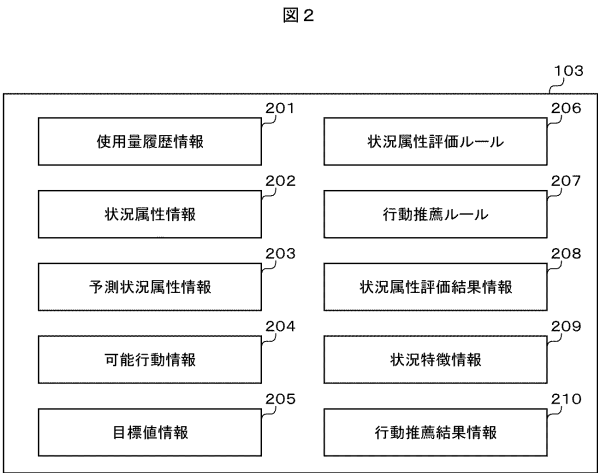 図2
103
201
使用量履歴情報
202
状況属性情報
203
予測状況属性情報
204
可能行動情報
205
目標値情報
206
状況属性評価ルール
207
行動推薦ルール
208
状況属性評価結果情報
209
状況特徴情報
210
行動推薦結果情報